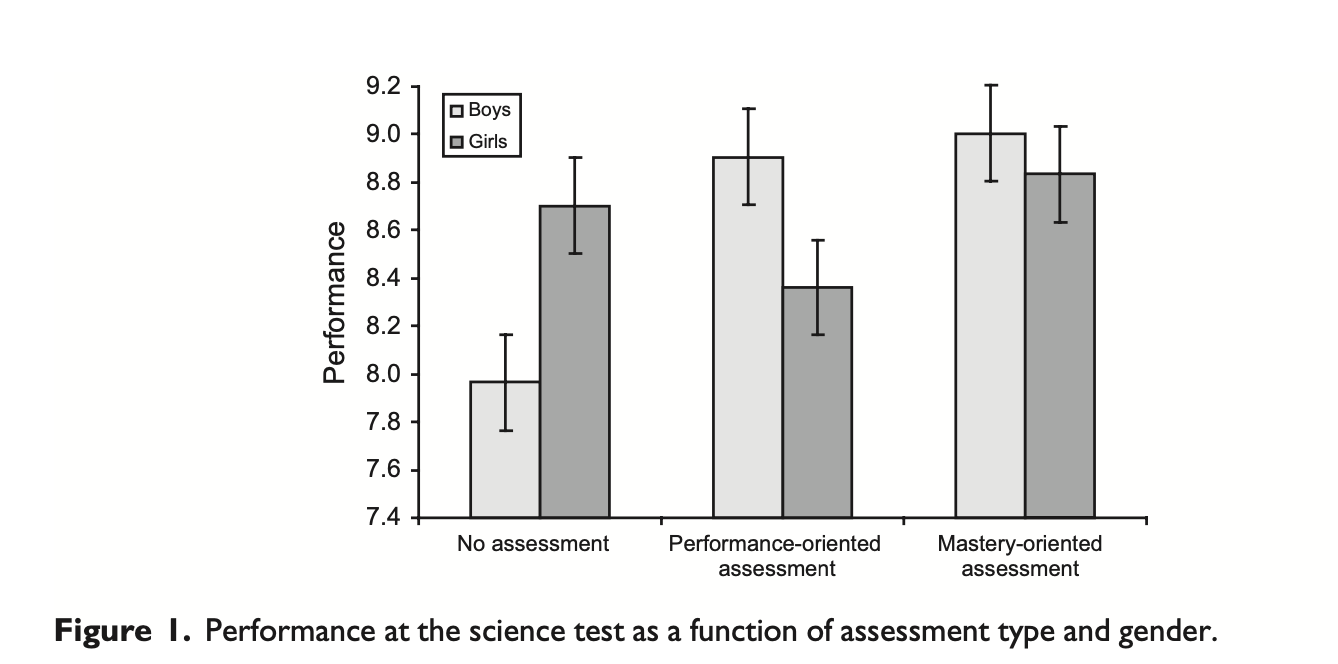 9.2
9.0
8.8
8.6
8.4
8.2
8.0
7.8
7.6
7.4
Performance
Boys
Girls
No assessment
Performance-oriented
assessment
Mastery-oriented
assessment
Figure 1. Performance at the science test as a function of assessment type and gender.